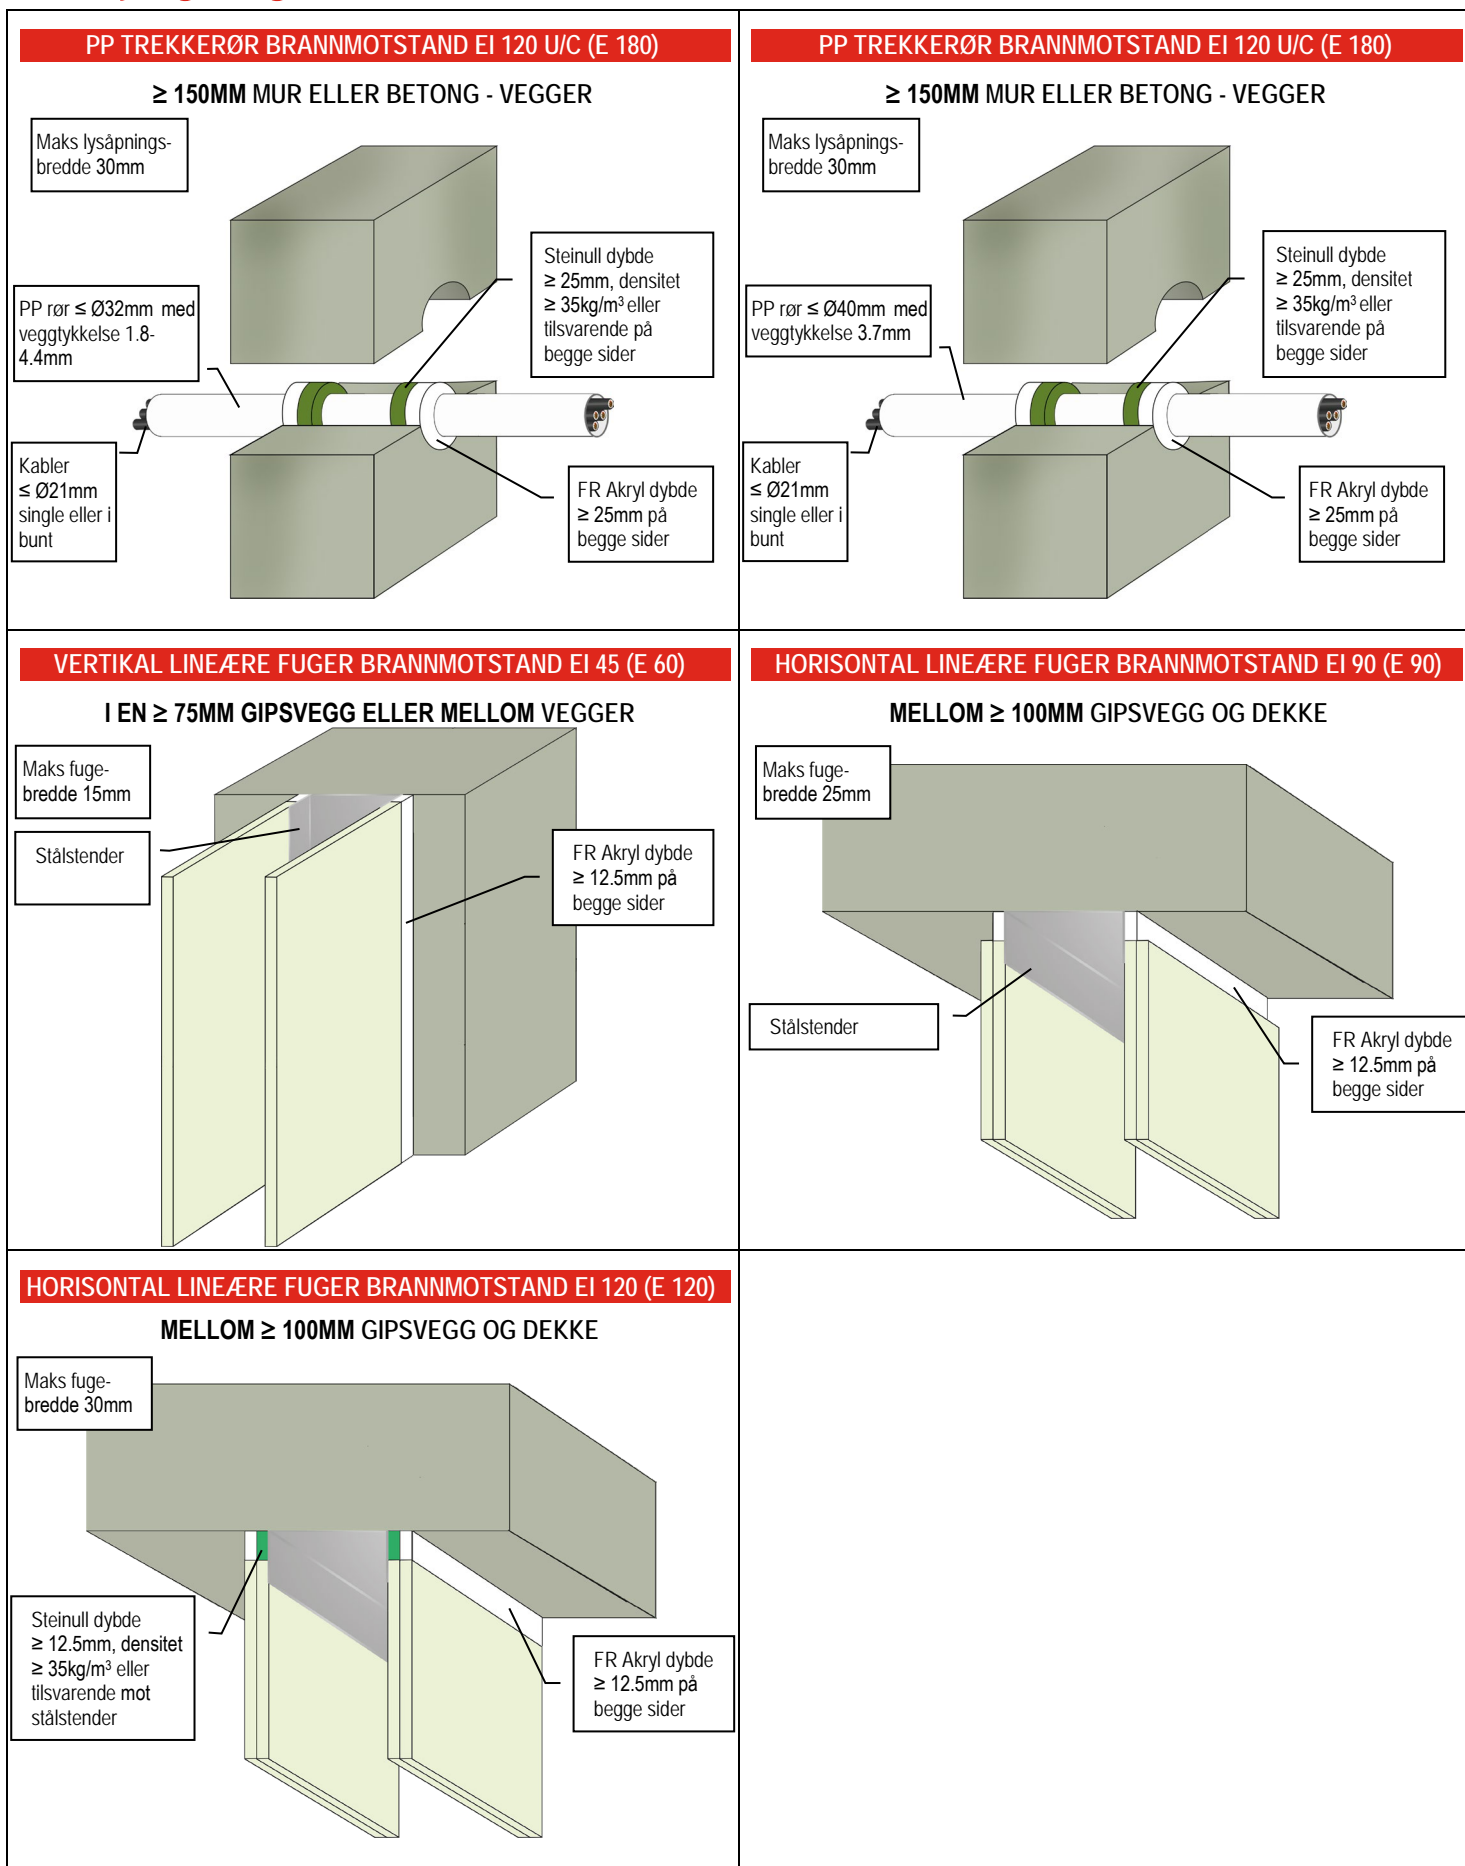 PP TREKKERØR BRANNMOTSTAND EI 120 U/C (E 180)
≥ 150MM MUR ELLER BETONG - VEGGER
Maks lysåpnings-
bredde 30mm
Steinull dybde
≥ 25mm, densitet
≥ 35kg/m³ eller
tilsvarende på
begge sider
PP rør ≤ Ø32mm med
veggtykkelse 1.8-
4.4mm
Kabler
≤ Ø21mm
single eller i
bunt
FR Akryl dybde
≥ 25mm på
begge sider
PP TREKKERØR BRANNMOTSTAND EI 120 U/C (E 180)
≥ 150MM MUR ELLER BETONG - VEGGER
Maks lysåpnings-
bredde 30mm
Steinull dybde
≥ 25mm, densitet
≥ 35kg/m³ eller
tilsvarende på
begge sider
PP rør ≤ Ø40mm med
veggtykkelse 3.7mm
Kabler
≤ Ø21mm
single eller i
bunt
FR Akryl dybde
≥ 25mm på
begge sider
VERTIKAL LINEÆRE FUGER BRANNMOTSTAND EI 45 (E 60)
I EN ≥ 75MM GIPSVEGG ELLER MELLOM VEGGER
Maks fuge-
bredde 15mm
Stålstender
FR Akryl dybde
≥ 12.5mm på
begge sider
HORISONTAL LINEÆRE FUGER BRANNMOTSTAND EI 90 (E 90)
MELLOM ≥ 100MM GIPSVEGG OG DEKKE
Maks fuge-
bredde 25mm
Stålstender
FR Akryl dybde
≥ 12.5mm på
begge sider
HORISONTAL LINEÆRE FUGER BRANNMOTSTAND EI 120 (E 120)
MELLOM ≥ 100MM GIPSVEGG OG DEKKE
Maks fuge-
bredde 30mm
Steinull dybde
≥ 12.5mm, densitet
≥ 35kg/m³ eller
tilsvarende mot
stålstender
FR Akryl dybde
≥ 12.5mm på
begge sider